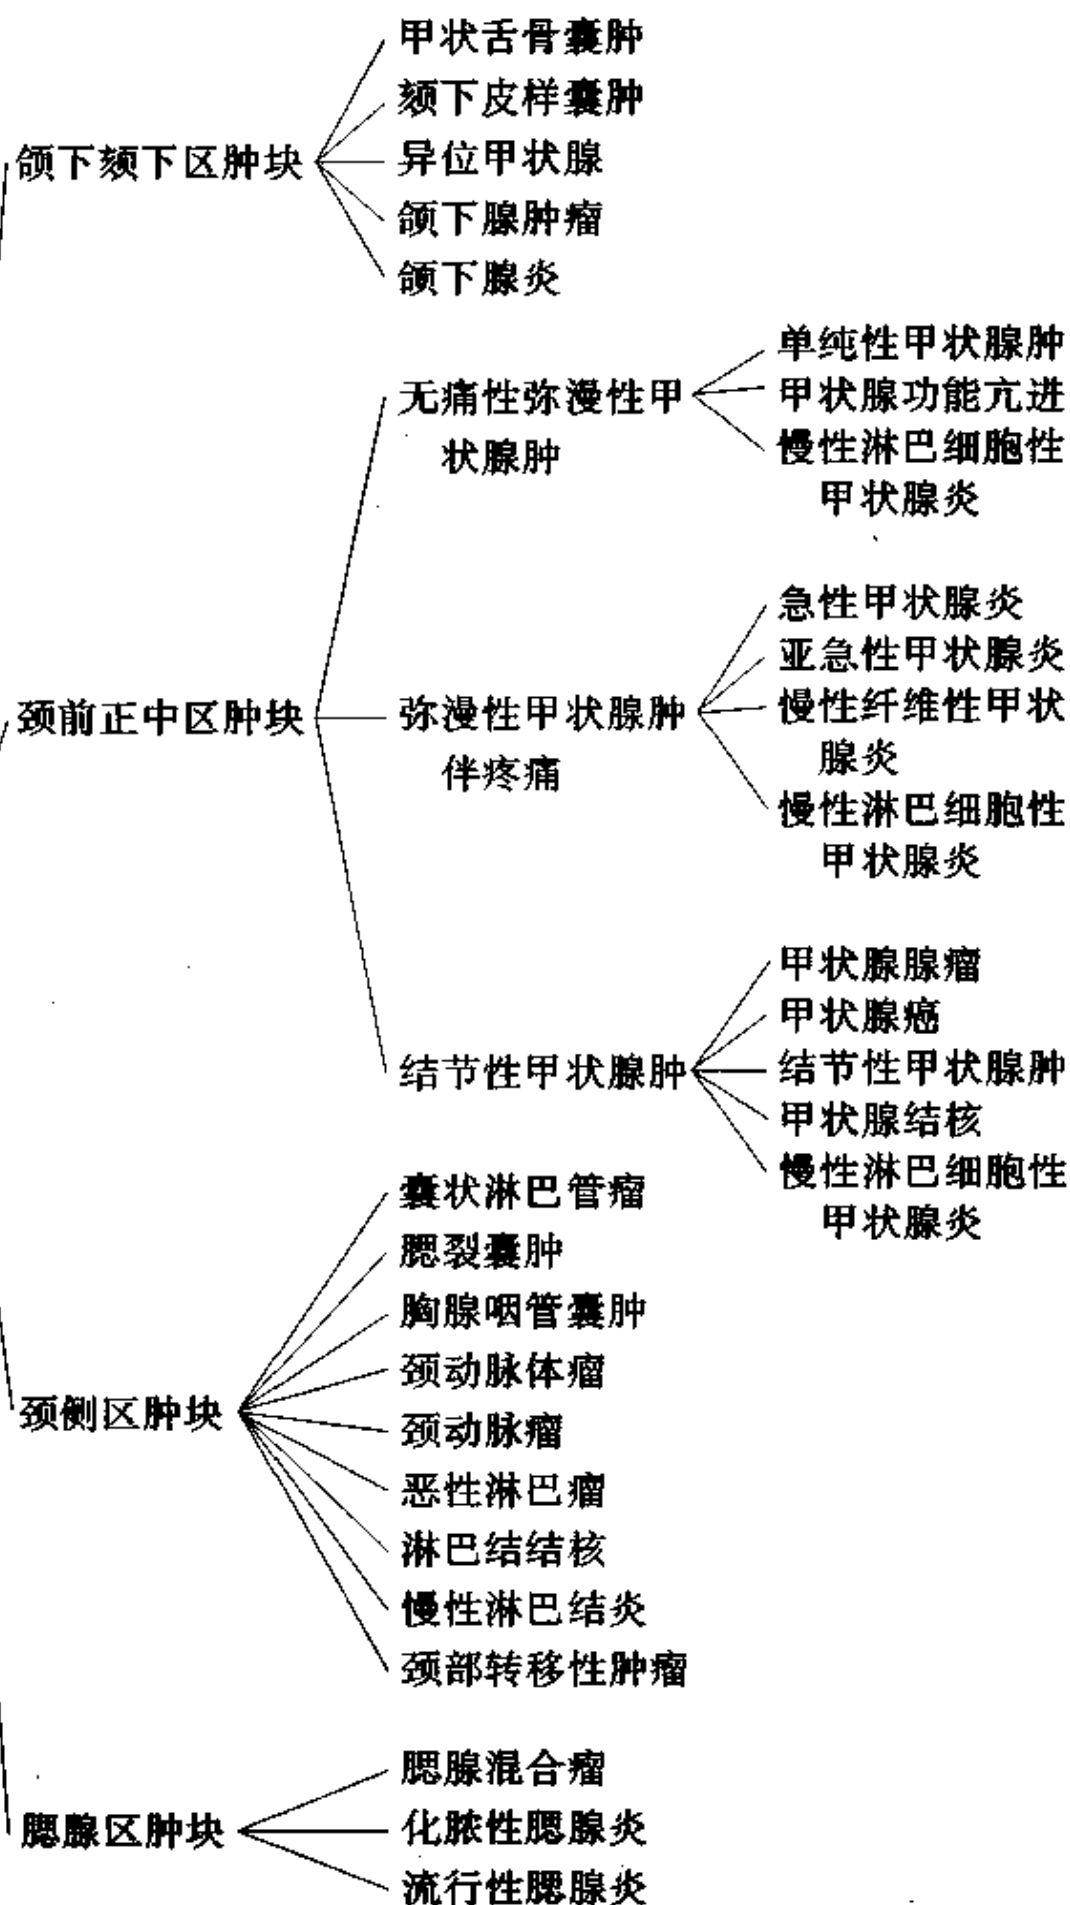 颌下颏下区肿块
甲状舌骨囊肿
颏下皮样囊肿
异位甲状腺
颌下腺肿瘤
颌下腺炎
颈前正中区肿块
无痛性弥漫性甲
状腺肿
单纯性甲状腺肿
甲状腺功能亢进
慢性淋巴细胞性
甲状腺炎
弥漫性甲状腺肿
伴疼痛
急性甲状腺炎
亚急性甲状腺炎
慢性纤维性甲状
腺炎
慢性淋巴细胞性
甲状腺炎
结节性甲状腺肿
甲状腺腺瘤
甲状腺癌
结节性甲状腺肿
甲状腺结核
慢性淋巴细胞性
甲状腺炎
颈侧区肿块
囊状淋巴管瘤
腮裂囊肿
胸腺咽管囊肿
颈动脉体瘤
颈动脉瘤
恶性淋巴瘤
淋巴结结核
慢性淋巴结炎
颈部转移性肿瘤
腮腺区肿块
腮腺混合瘤
化脓性腮腺炎
流行性腮腺炎